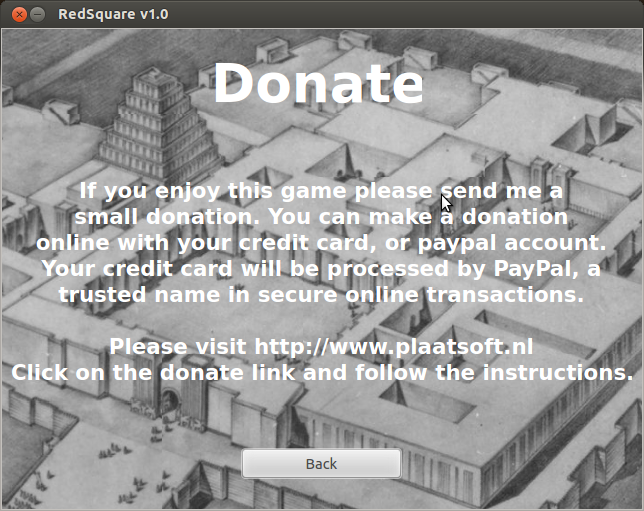 RedSquare v1.0
Donate
If you enjoy this game please send me a
small donation. You can make a donation
online with your credit card, or paypal account.
Your credit card will be processed by PayPal, a
trusted name in secure online transactions.
Please visit http://www.plaatsoft.nl
Click on the donate link and follow the instructions.
Back